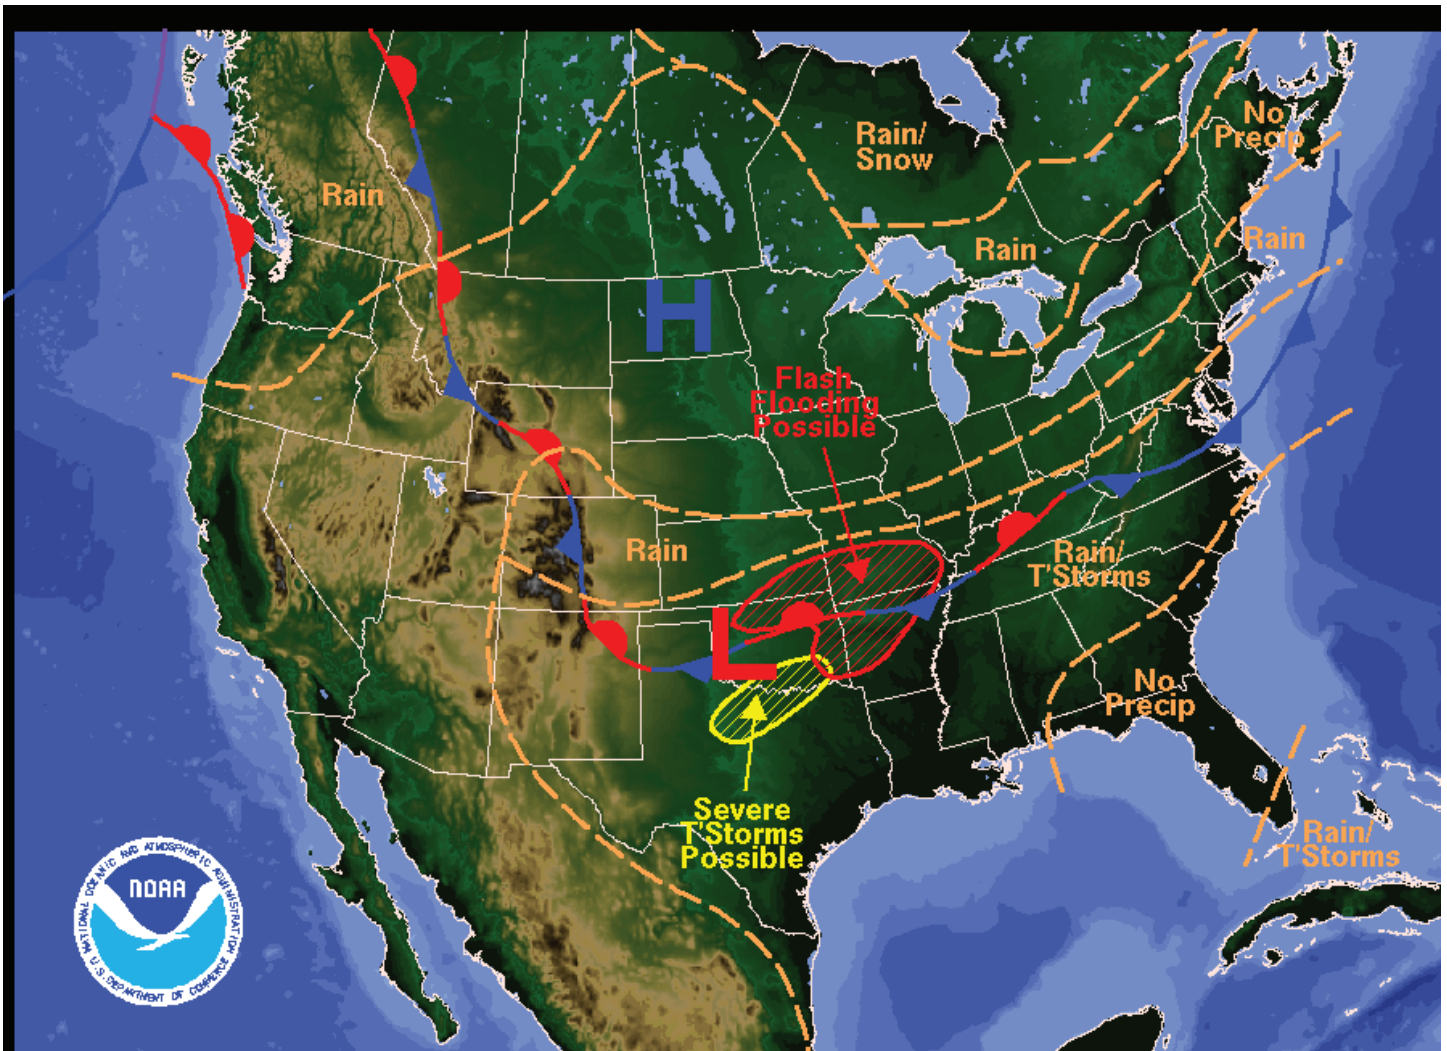 No
Precip
Rain/
Snow
Rain
Rain
Rain
H
Flash
Flooding
Possible
Rain
Rain/
T'Storms
L
No
Precip
Severe
T'Storms
Possible
Rain/
T'Storms
NATIONAL OCEANIC AND ATMOSPHERIC ADMINISTRATION
NOAA
U.S. DEPARTMENT OF COMMERCE